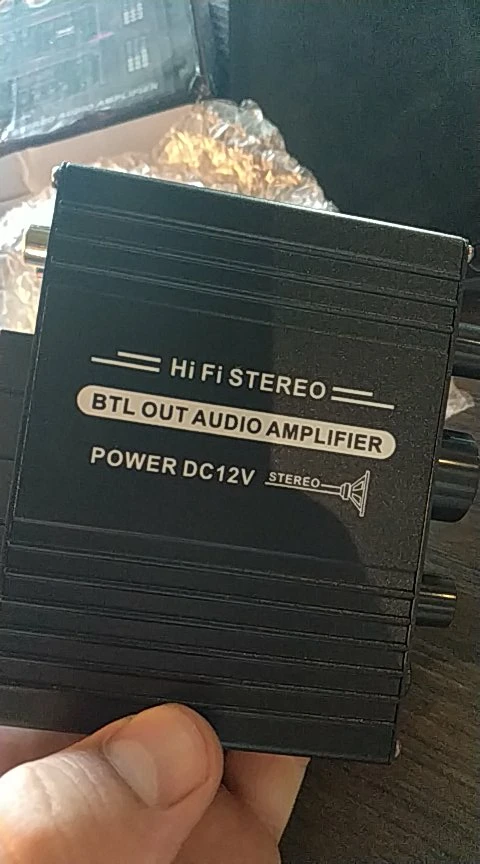 Hi Fi STEREO
BTL OUT AUDIO AMPLIFIER
POWER DC12V STEREO